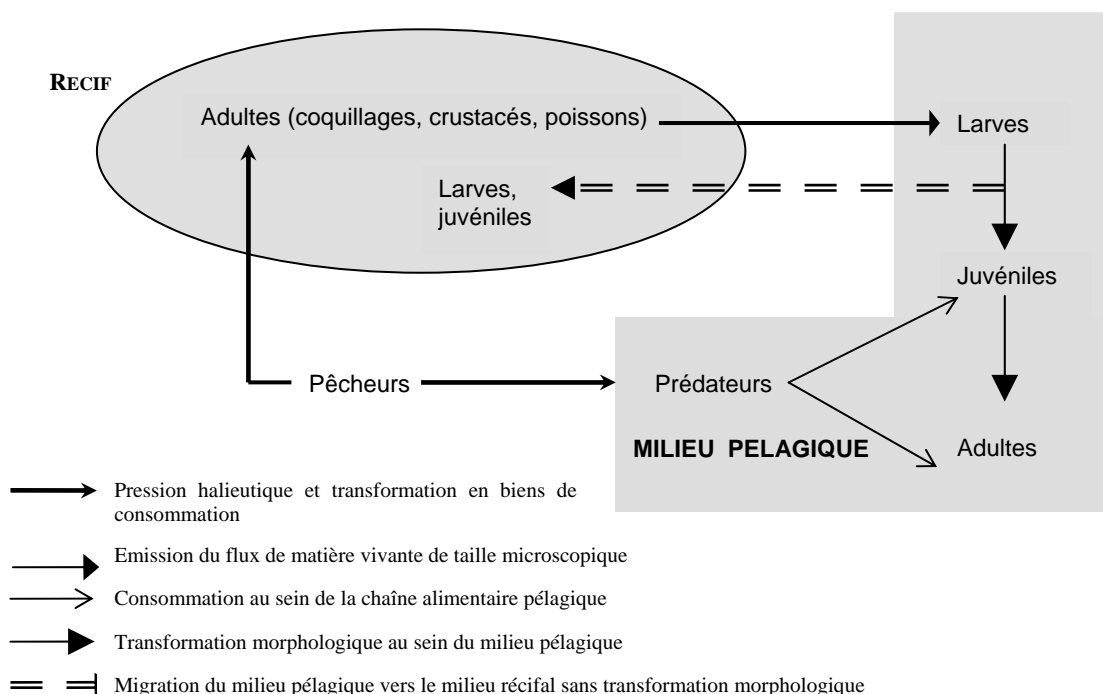 RECIF
Adultes (coquillages, crustacés, poissons)
Larves
Larves,
juvéniles
Juvéniles
Pêcheurs
Prédateurs
MILIEU PELAGIQUE
Adultes
Pression halieutique et transformation en biens de
consommation
Emission du flux de matière vivante de taille microscopique
Consommation au sein de la chaîne alimentaire pélagique
Transformation morphologique au sein du milieu pélagique
Migration du milieu pélagique vers le milieu récifal sans transformation morphologique